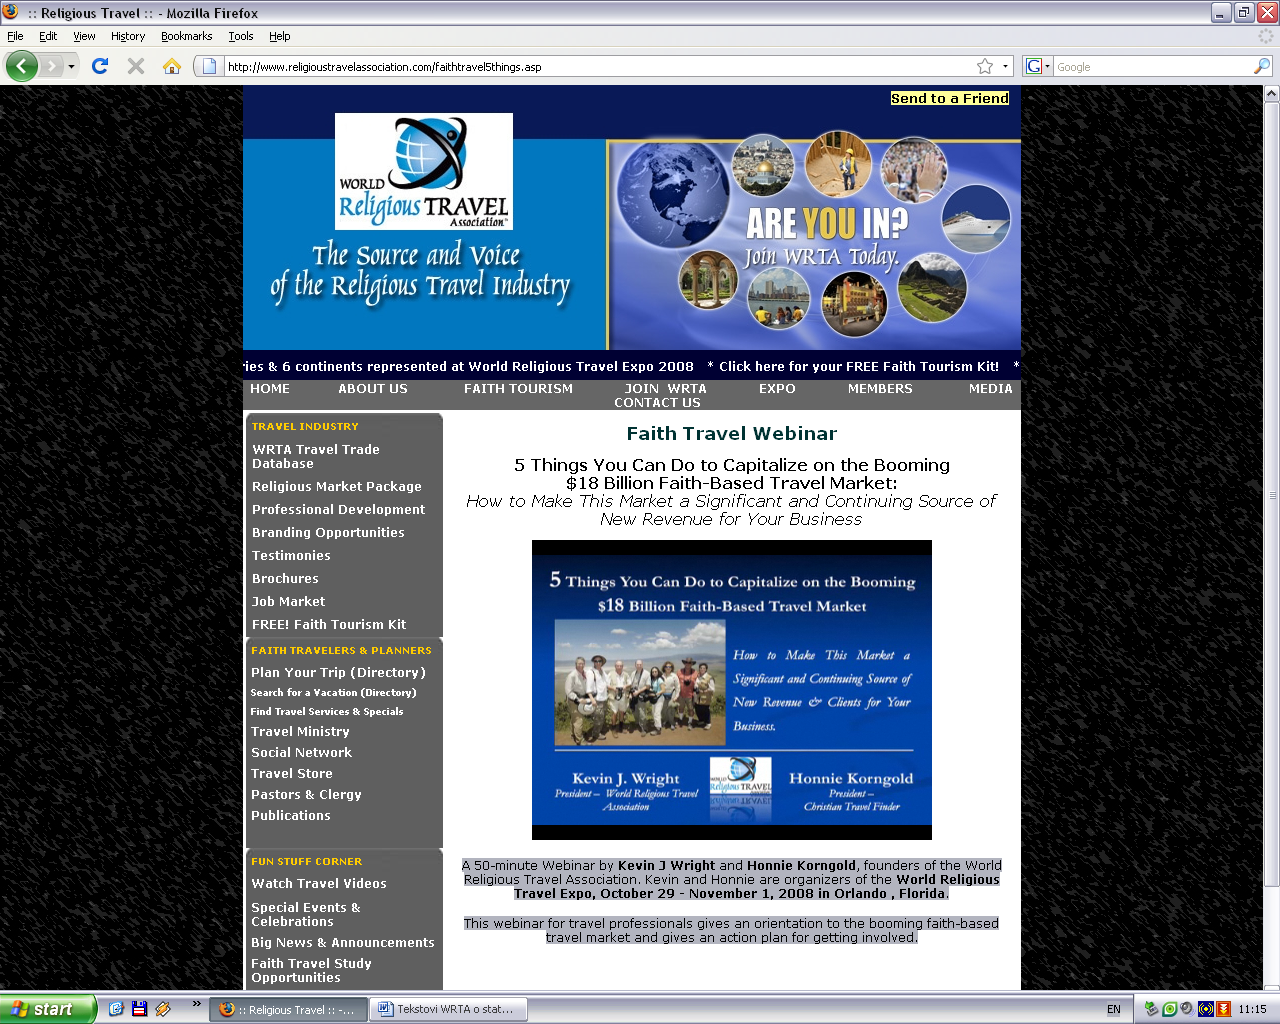 :: Religious Travel :: - Mozilla Firefox
File Edit View History Bookmarks Tools Help
http://www.religioustravelassociation.com/faithtravel5things.asp
G Google
Send to a Friend
WORLD
Religious TRAVEL
Association™
The Source and Voice
of the Religious Travel Industry
ARE YOU IN?
Join WRTA Today.
ries & 6 continents represented at World Religious Travel Expo 2008 * Click here for your FREE Faith Tourism Kit! *
HOME ABOUT US FAITH TOURISM JOIN WRTA EXPO MEMBERS MEDIA
CONTACT US
TRAVEL INDUSTRY
WRTA Travel Trade
Database
Religious Market Package
Professional Development
Branding Opportunities
Testimonies
Brochures
Job Market
FREE! Faith Tourism Kit
FAITH TRAVELERS & PLANNERS
Plan Your Trip (Directory)
Search for a Vacation (Directory)
Find Travel Services & Specials
Travel Ministry
Social Network
Travel Store
Pastors & Clergy
Publications
FUN STUFF CORNER
Watch Travel Videos
Special Events &
Celebrations
Big News & Announcements
Faith Travel Study
Opportunities
Faith Travel Webinar
5 Things You Can Do to Capitalize on the Booming
$18 Billion Faith-Based Travel Market:
How to Make This Market a Significant and Continuing Source of
New Revenue for Your Business
5 Things You Can Do to Capitalize on the Booming
$18 Billion Faith-Based Travel Market
How to Make This Market a
Significant and Continuing Source of
New Revenue & Clients for Your
Business.
Kevin J. Wright
President – World Religious Travel
Association
WORLD
Religious TRAVEL
Honnie Korngold
President –
Christian Travel Finder
A 50-minute Webinar by Kevin J Wright and Honnie Korngold, founders of the World
Religious Travel Association. Kevin and Honnie are organizers of the World Religious
Travel Expo, October 29 - November 1, 2008 in Orlando , Florida.
This webinar for travel professionals gives an orientation to the booming faith-based
travel market and gives an action plan for getting involved.
start » :: Religious Travel :: -... Tekstovi WRTA o stat... EN 11:15